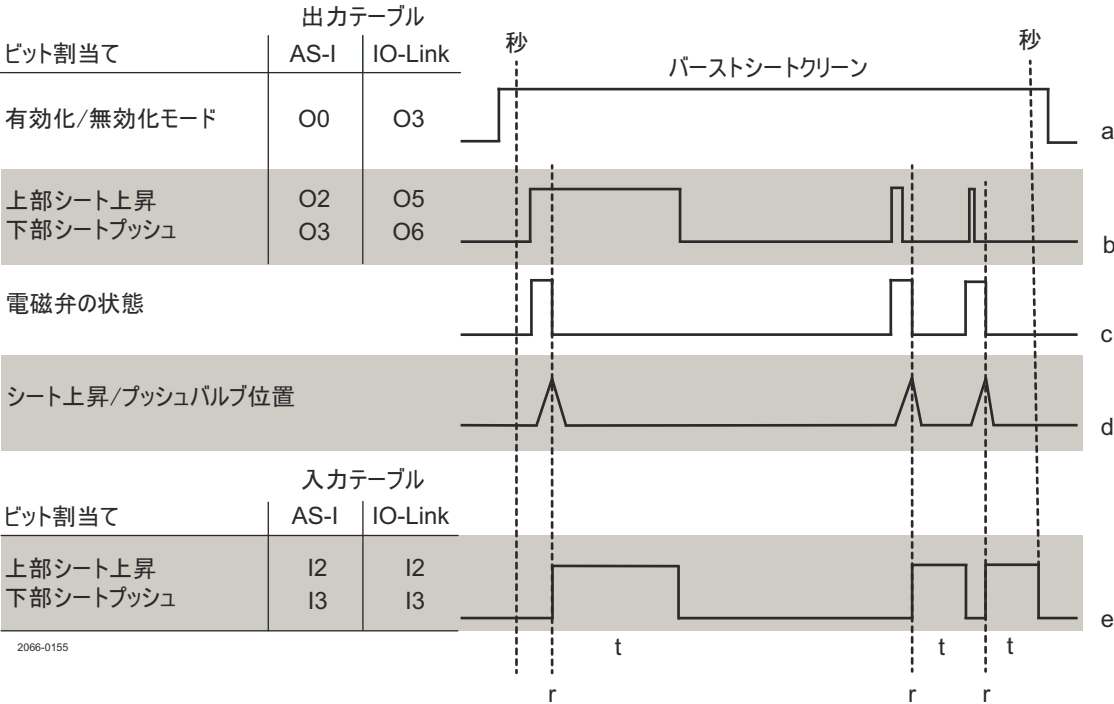 出力テーブル
ビット割当て AS-I IO-Link
秒 秒
バーストシートクリーン
有効化/無効化モード O0 O3
a
上部シート上昇 O2 O5
下部シートプッシュ O3 O6
b
電磁弁の状態
c
シート上昇/プッシュバルブ位置
d
入力テーブル
ビット割当て AS-I IO-Link
上部シート上昇 I2 I2
下部シートプッシュ I3 I3
e
2066-0155
t t t
r r r